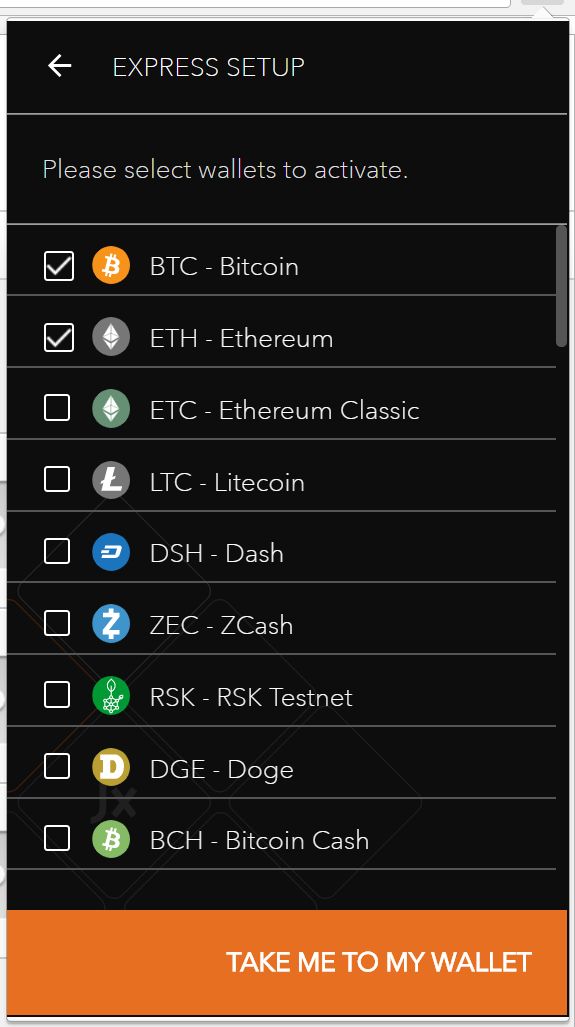 EXPRESS SETUP
Please select wallets to activate.
BTC - Bitcoin
ETH - Ethereum
ETC - Ethereum Classic
LTC - Litecoin
DSH - Dash
ZEC - ZCash
RSK - RSK Testnet
DGE - Doge
JX
BCH - Bitcoin Cash
TAKE ME TO MY WALLET